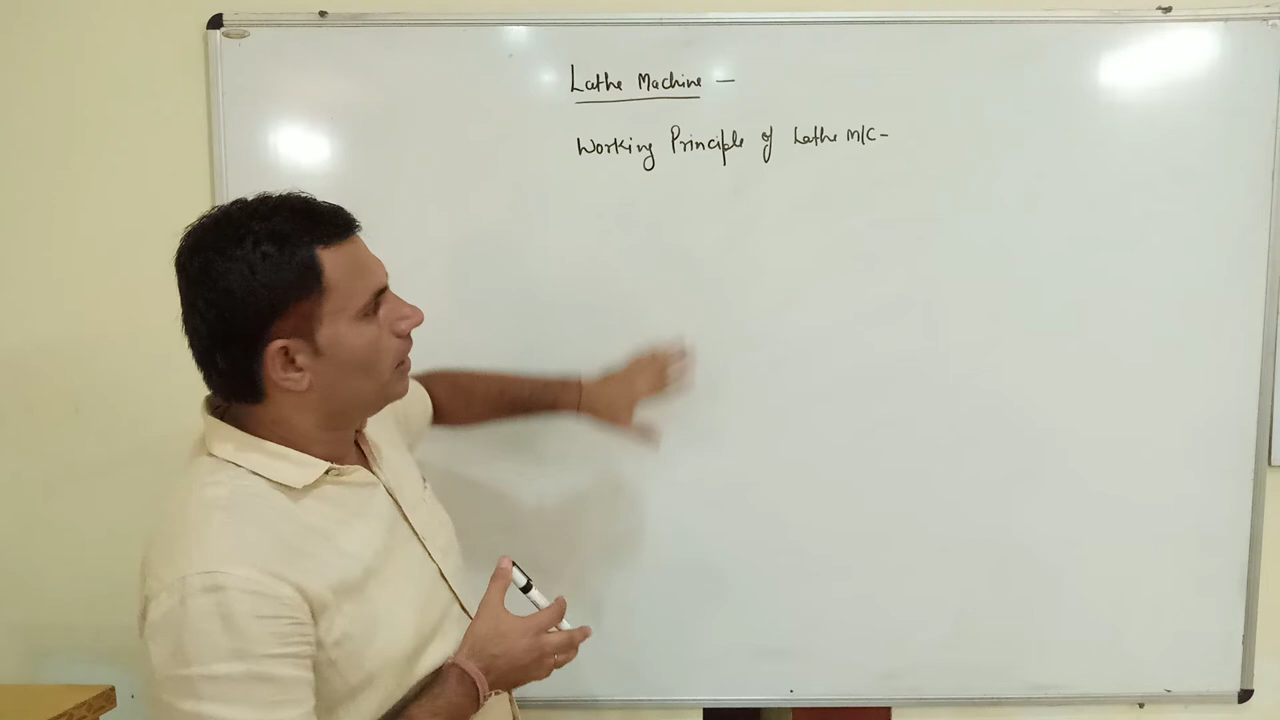 Lathe Machine —
Working Principle of Lathe M/C-